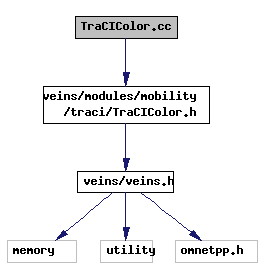 TraCIColor.cc
veins/modules/mobility
/traci/TraCIColor.h
veins/veins.h
memory
utility
omnetpp.h